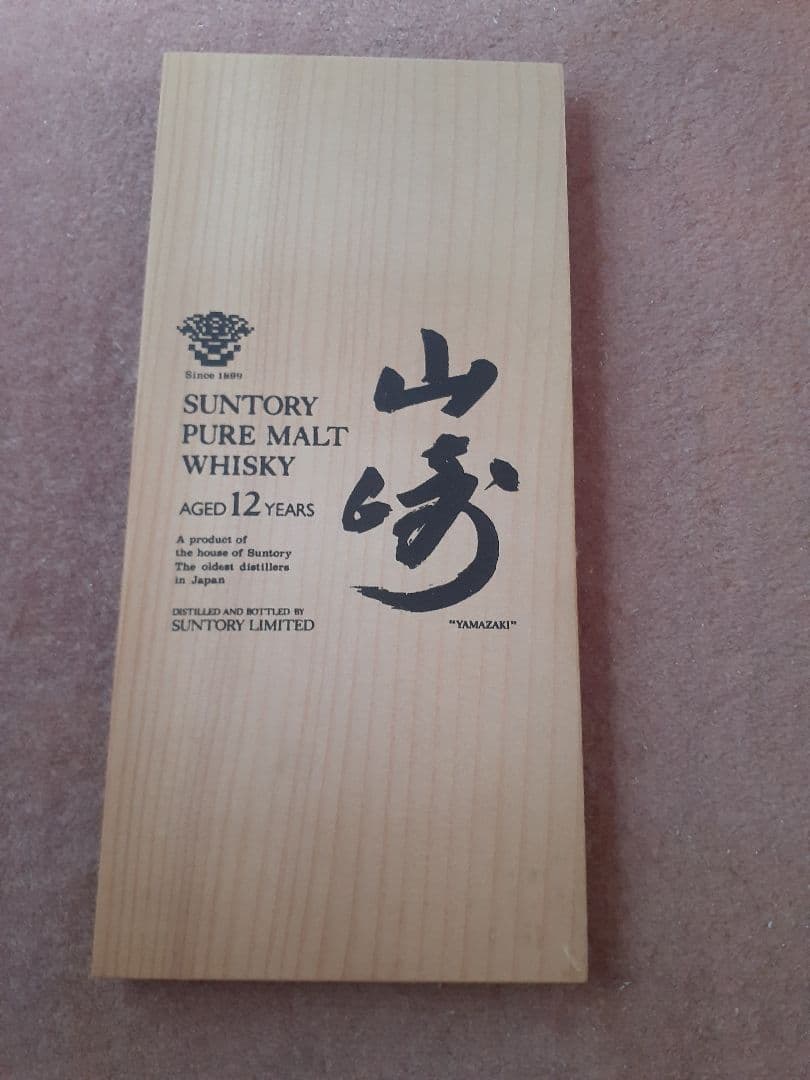 Since 1899
SUNTORY
PURE MALT
WHISKY
AGED 12 YEARS
A product of
the house of Suntory
The oldest distillers
in Japan
DISTILLED AND BOTTLED BY
SUNTORY LIMITED
山崎
"YAMAZAKI"